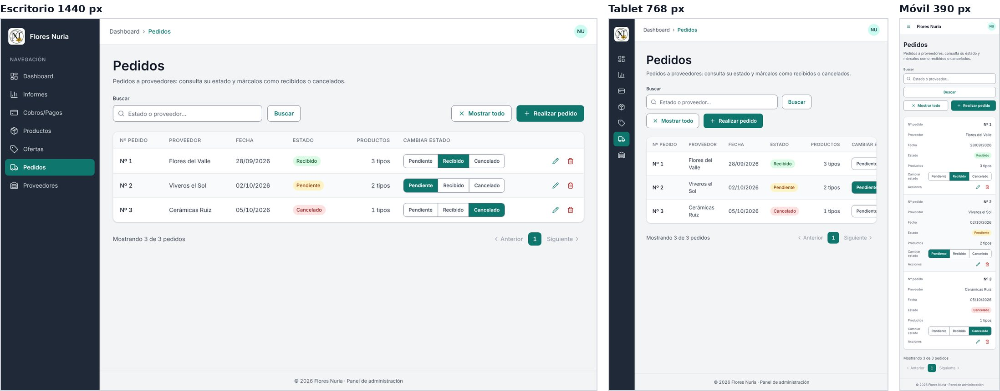 Escritorio 1440 px
Flores Nuria
NAVEGACIÓN
Dashboard
Informes
Cobros/Pagos
Productos
Ofertas
Pedidos
Proveedores
Dashboard › Pedidos
NU
Pedidos
Pedidos a proveedores: consulta su estado y márcalos como recibidos o cancelados.
Buscar
Estado o proveedor... Buscar Mostrar todo Realizar pedido
Nº PEDIDO PROVEEDOR FECHA ESTADO PRODUCTOS CAMBIAR ESTADO
Nº 1 Flores del Valle 28/09/2026 Recibido 3 tipos Pendiente Recibido Cancelado
Nº 2 Viveros el Sol 02/10/2026 Pendiente 2 tipos Pendiente Recibido Cancelado
Nº 3 Cerámicas Ruiz 05/10/2026 Cancelado 1 tipos Pendiente Recibido Cancelado
Mostrando 3 de 3 pedidos ‹ Anterior 1 Siguiente ›
© 2026 Flores Nuria · Panel de administración
Tablet 768 px
Dashboard › Pedidos
NU
Pedidos
Pedidos a proveedores: consulta su estado y márcalos como recibidos o cancelados.
Buscar
Estado o proveedor... Buscar
Mostrar todo Realizar pedido
Nº PEDIDO PROVEEDOR FECHA ESTADO PRODUCTOS CAMBIAR E
Nº 1 Flores del Valle 28/09/2026 Recibido 3 tipos Pendiente
Nº 2 Viveros el Sol 02/10/2026 Pendiente 2 tipos Pendiente
Nº 3 Cerámicas Ruiz 05/10/2026 Cancelado 1 tipos Pendiente
Mostrando 3 de 3 pedidos ‹ Anterior 1 Siguiente ›
© 2026 Flores Nuria · Panel de administración
Móvil 390 px
Flores Nuria
NU
Pedidos
Pedidos a proveedores: consulta su estado y
márcalos como recibidos o cancelados.
Buscar
Estado o proveedor...
Buscar
Mostrar todo Realizar pedido
Nº pedido Nº 1
Proveedor Flores del Valle
Fecha 28/09/2026
Estado Recibido
Productos 3 tipos
Cambiar estado Pendiente Recibido Cancelado
Acciones
Nº pedido Nº 2
Proveedor Viveros el Sol
Fecha 02/10/2026
Estado Pendiente
Productos 2 tipos
Cambiar estado Pendiente Recibido Cancelado
Acciones
Nº pedido Nº 3
Proveedor Cerámicas Ruiz
Fecha 05/10/2026
Estado Cancelado
Productos 1 tipos
Cambiar estado Pendiente Recibido Cancelado
Acciones
Mostrando 3 de 3 pedidos
‹ Anterior 1 Siguiente ›
© 2026 Flores Nuria · Panel de administración